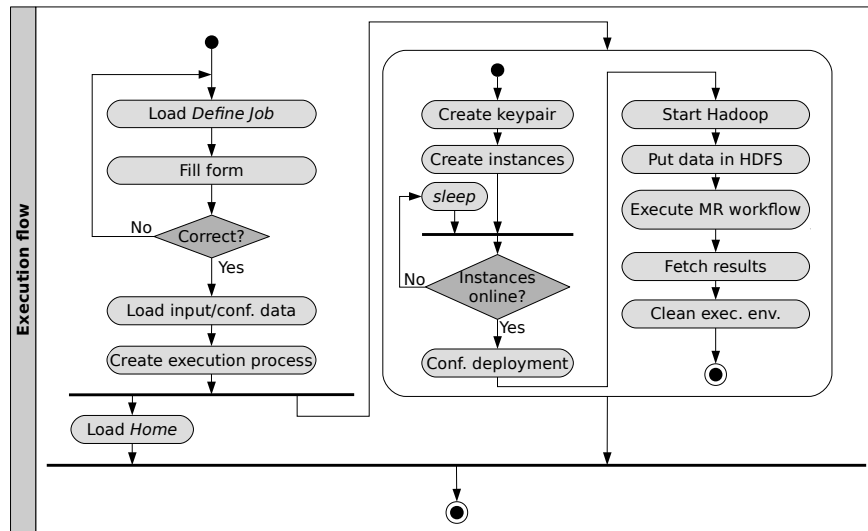 Execution flow
Load Define Job
Fill form
No
Correct?
Yes
Load input/conf. data
Create execution process
Load Home
Create keypair
Create instances
sleep
No
Instances
online?
Yes
Conf. deployment
Start Hadoop
Put data in HDFS
Execute MR workflow
Fetch results
Clean exec. env.